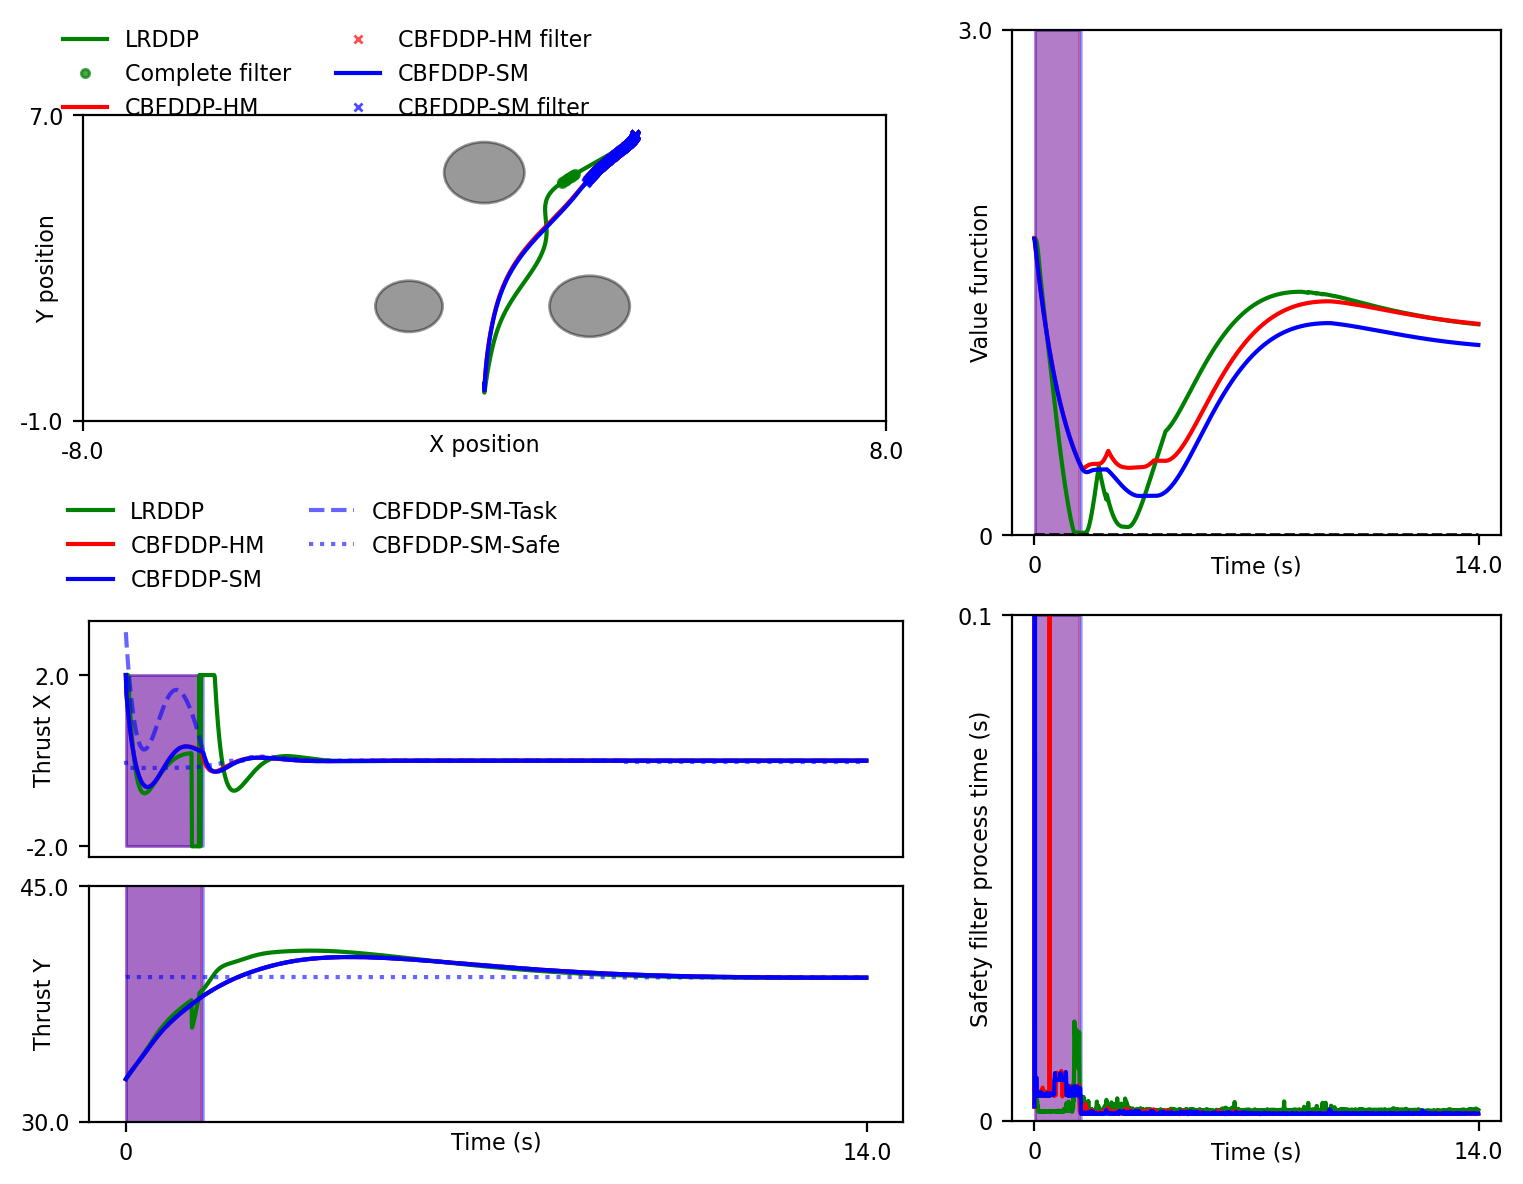 LRDDP
Complete filter
CBFDDP-HM
CBFDDP-HM filter
CBFDDP-SM
CBFDDP-SM filter
7.0
Y position
-1.0
-8.0
X position
8.0
3.0
Value function
0
0
Time (s)
14.0
LRDDP
CBFDDP-HM
CBFDDP-SM
CBFDDP-SM-Task
CBFDDP-SM-Safe
2.0
Thrust X
-2.0
45.0
Thrust Y
30.0
0
Time (s)
14.0
0.1
Safety filter process time (s)
0
0
Time (s)
14.0